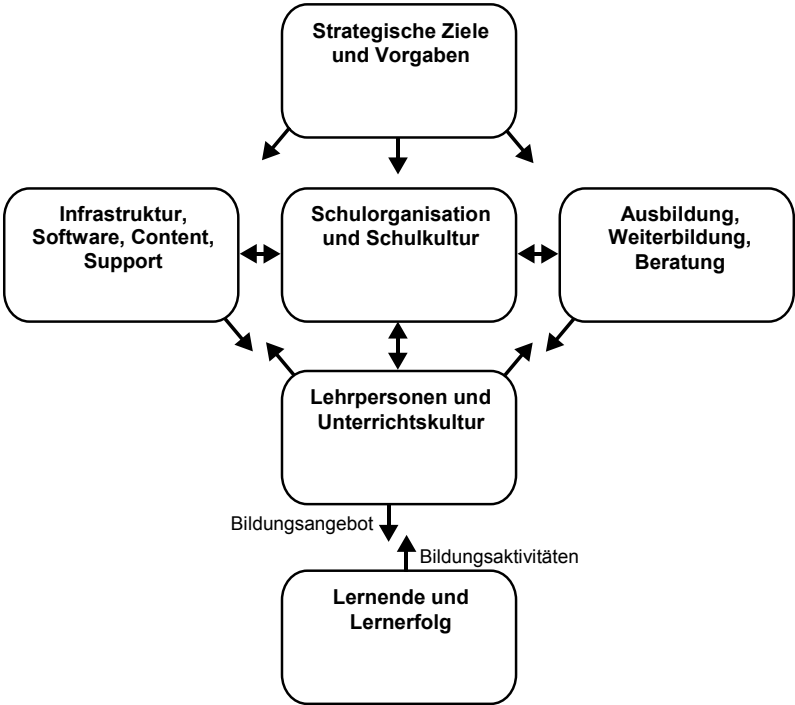 Strategische Ziele
und Vorgaben
Infrastruktur,
Software, Content,
Support
Schulorganisation
und Schulkultur
Ausbildung,
Weiterbildung,
Beratung
Lehrpersonen und
Unterrichtskultur
Bildungsangebot
Bildungsaktivitäten
Lernende und
Lernerfolg